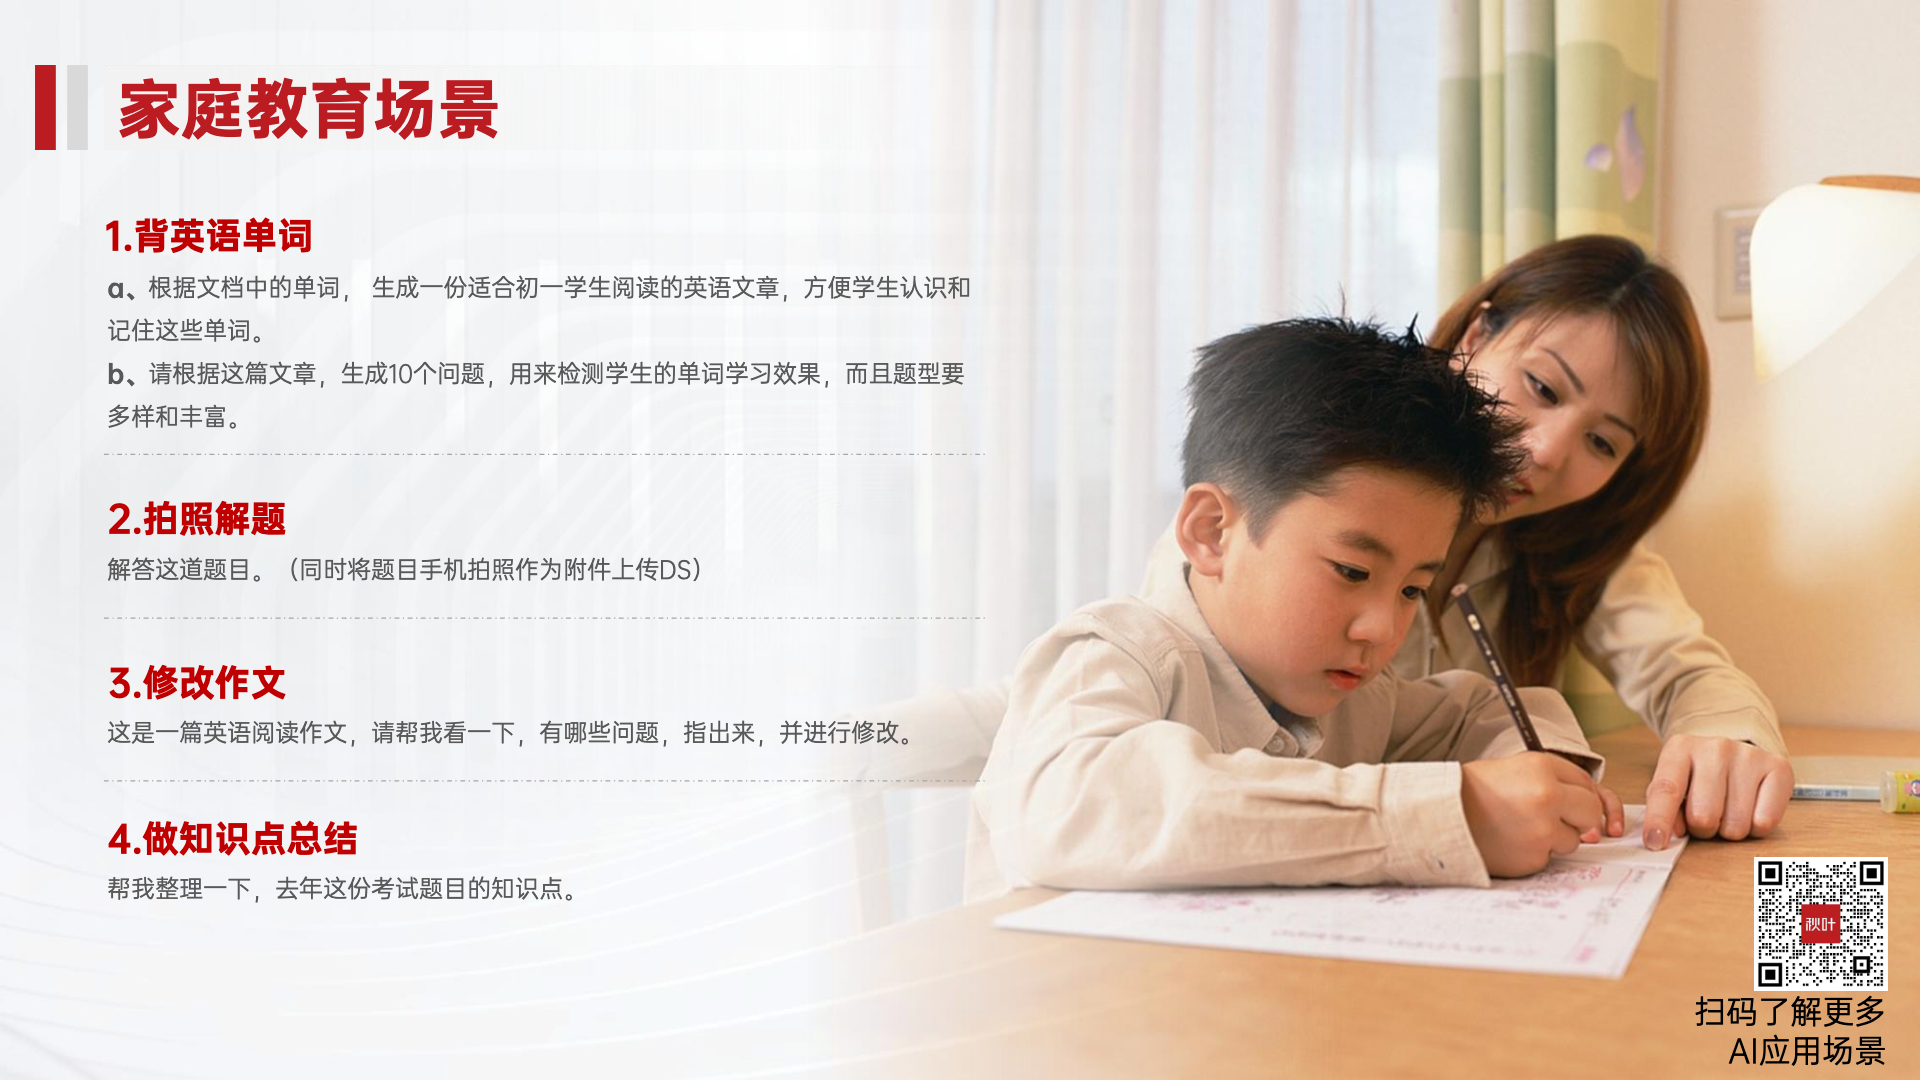 家庭教育场景
1.背英语单词
a、根据文档中的单词， 生成一份适合初一学生阅读的英语文章，方便学生认识和
记住这些单词。
b、请根据这篇文章，生成10个问题，用来检测学生的单词学习效果，而且题型要
多样和丰富。
2.拍照解题
解答这道题目。（同时将题目手机拍照作为附件上传DS）
3.修改作文
这是一篇英语阅读作文，请帮我看一下，有哪些问题，指出来，并进行修改。
4.做知识点总结
帮我整理一下，去年这份考试题目的知识点。
秋叶
扫码了解更多
AI应用场景